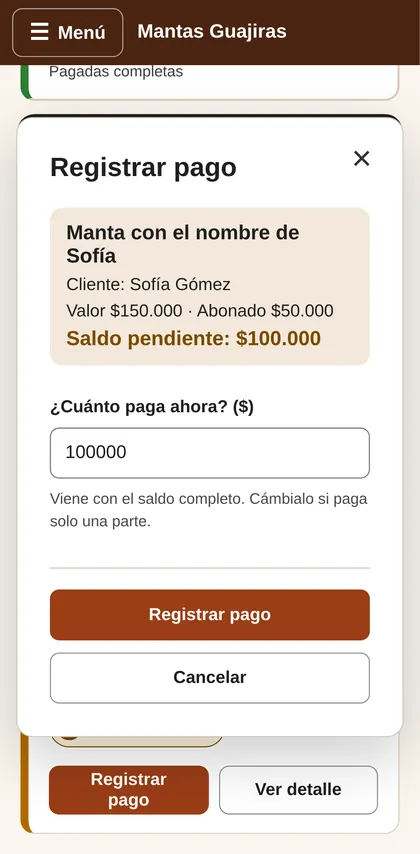 ☰ Menú
Mantas Guajiras
Pagadas completas
Registrar pago
✕
Manta con el nombre de
Sofía
Cliente: Sofía Gómez
Valor $150.000 · Abonado $50.000
Saldo pendiente: $100.000
¿Cuánto paga ahora? ($)
100000
Viene con el saldo completo. Cámbialo si paga
solo una parte.
Registrar pago
Cancelar
Registrar
pago
Ver detalle